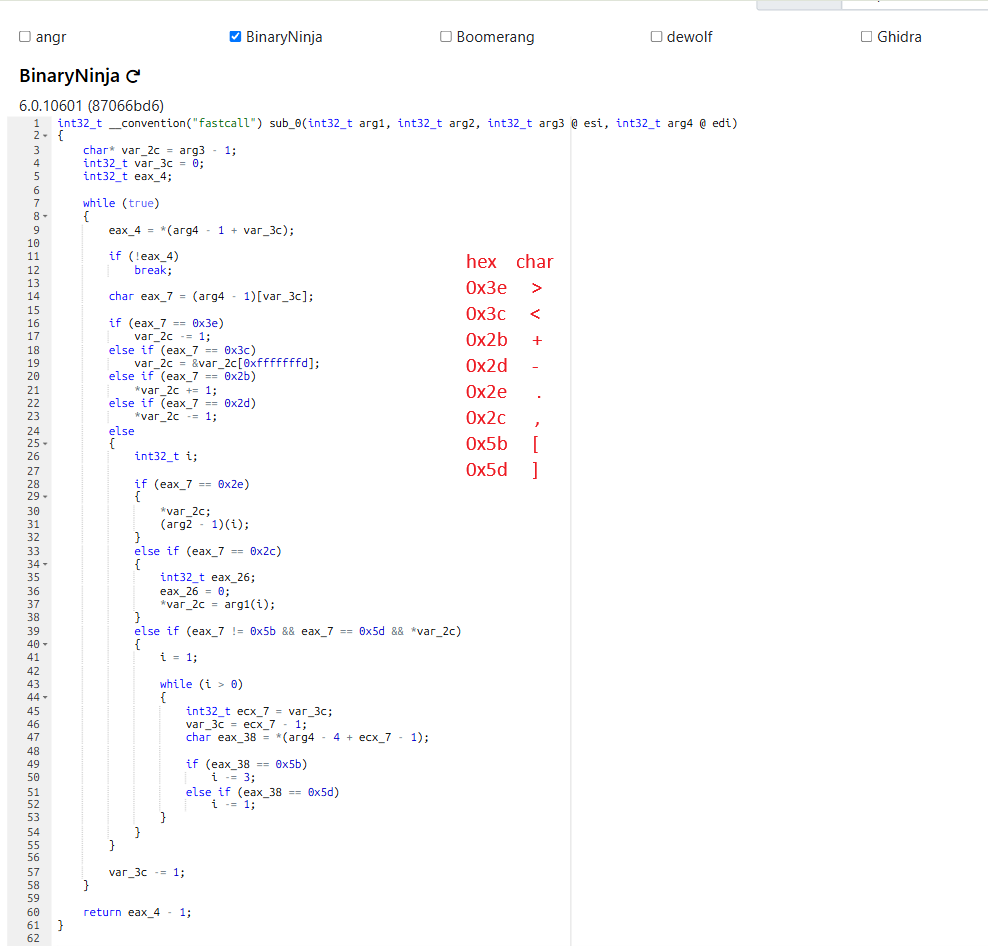 angr BinaryNinja Boomerang dewolf Ghidra
BinaryNinja
6.0.10601 (87066bd6)
1 int32_t __convention("fastcall") sub_0(int32_t arg1, int32_t arg2, int32_t arg3 @ esi, int32_t arg4 @ edi)
2 {
3 char* var_2c = arg3 - 1;
4 int32_t var_3c = 0;
5 int32_t eax_4;
6
7 while (true)
8 {
9 eax_4 = *(arg4 - 1 + var_3c);
10
11 if (!eax_4)
12 break;
13
14 char eax_7 = (arg4 - 1)[var_3c];
15
16 if (eax_7 == 0x3e)
17 var_2c -= 1;
18 else if (eax_7 == 0x3c)
19 var_2c = &var_2c[0xfffffffd];
20 else if (eax_7 == 0x2b)
21 *var_2c += 1;
22 else if (eax_7 == 0x2d)
23 *var_2c -= 1;
24 else
25 {
26 int32_t i;
27
28 if (eax_7 == 0x2e)
29 {
30 *var_2c;
31 (arg2 - 1)(i);
32 }
33 else if (eax_7 == 0x2c)
34 {
35 int32_t eax_26;
36 eax_26 = 0;
37 *var_2c = arg1(i);
38 }
39 else if (eax_7 != 0x5b && eax_7 == 0x5d && *var_2c)
40 {
41 i = 1;
42
43 while (i > 0)
44 {
45 int32_t ecx_7 = var_3c;
46 var_3c = ecx_7 - 1;
47 char eax_38 = *(arg4 - 4 + ecx_7 - 1);
48
49 if (eax_38 == 0x5b)
50 i -= 3;
51 else if (eax_38 == 0x5d)
52 i -= 1;
53 }
54 }
55 }
56
57 var_3c -= 1;
58 }
59
60 return eax_4 - 1;
61 }
62
hex char
0x3e >
0x3c <
0x2b +
0x2d -
0x2e .
0x2c ,
0x5b [
0x5d ]